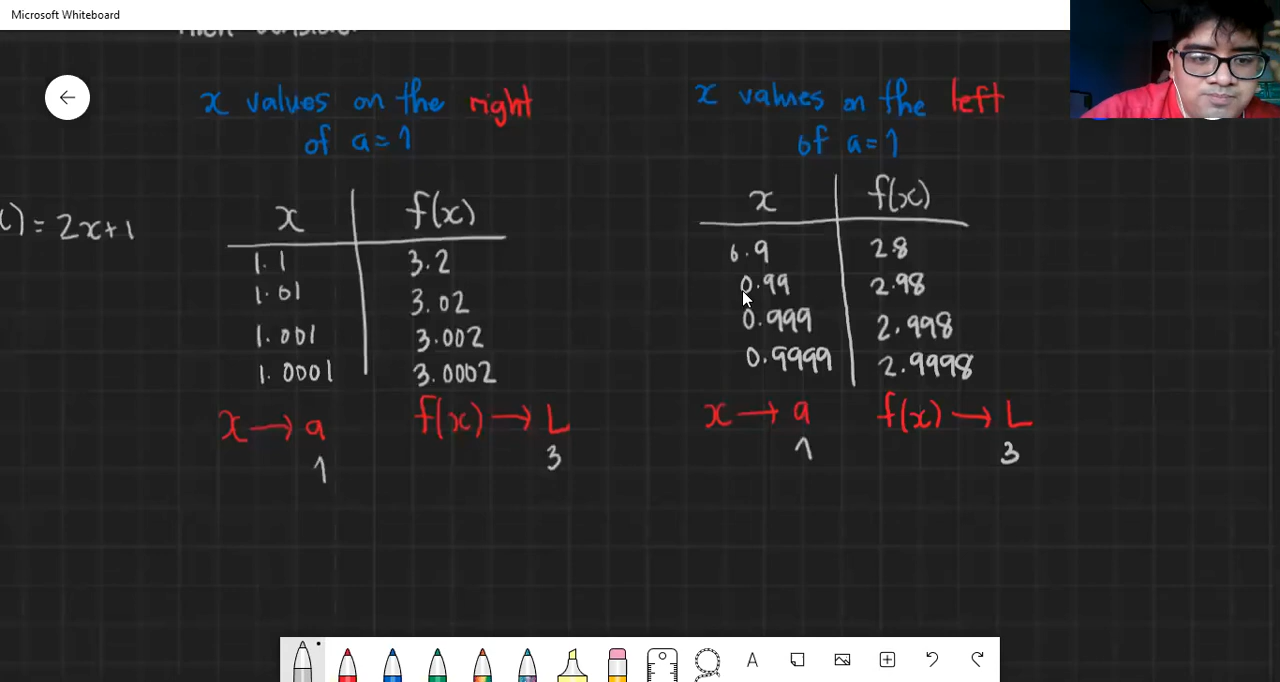 Microsoft Whiteboard
x values on the right
of a = 1
x) = 2x+1
x f(x)
1.1 3.2
1.01 3.02
1.001 3.002
1.0001 3.0002
x → a f(x) → L
1 3
x values on the left
of a = 1
x f(x)
0.9 2.8
0.99 2.98
0.999 2.998
0.9999 2.9998
x → a f(x) → L
1 3
A